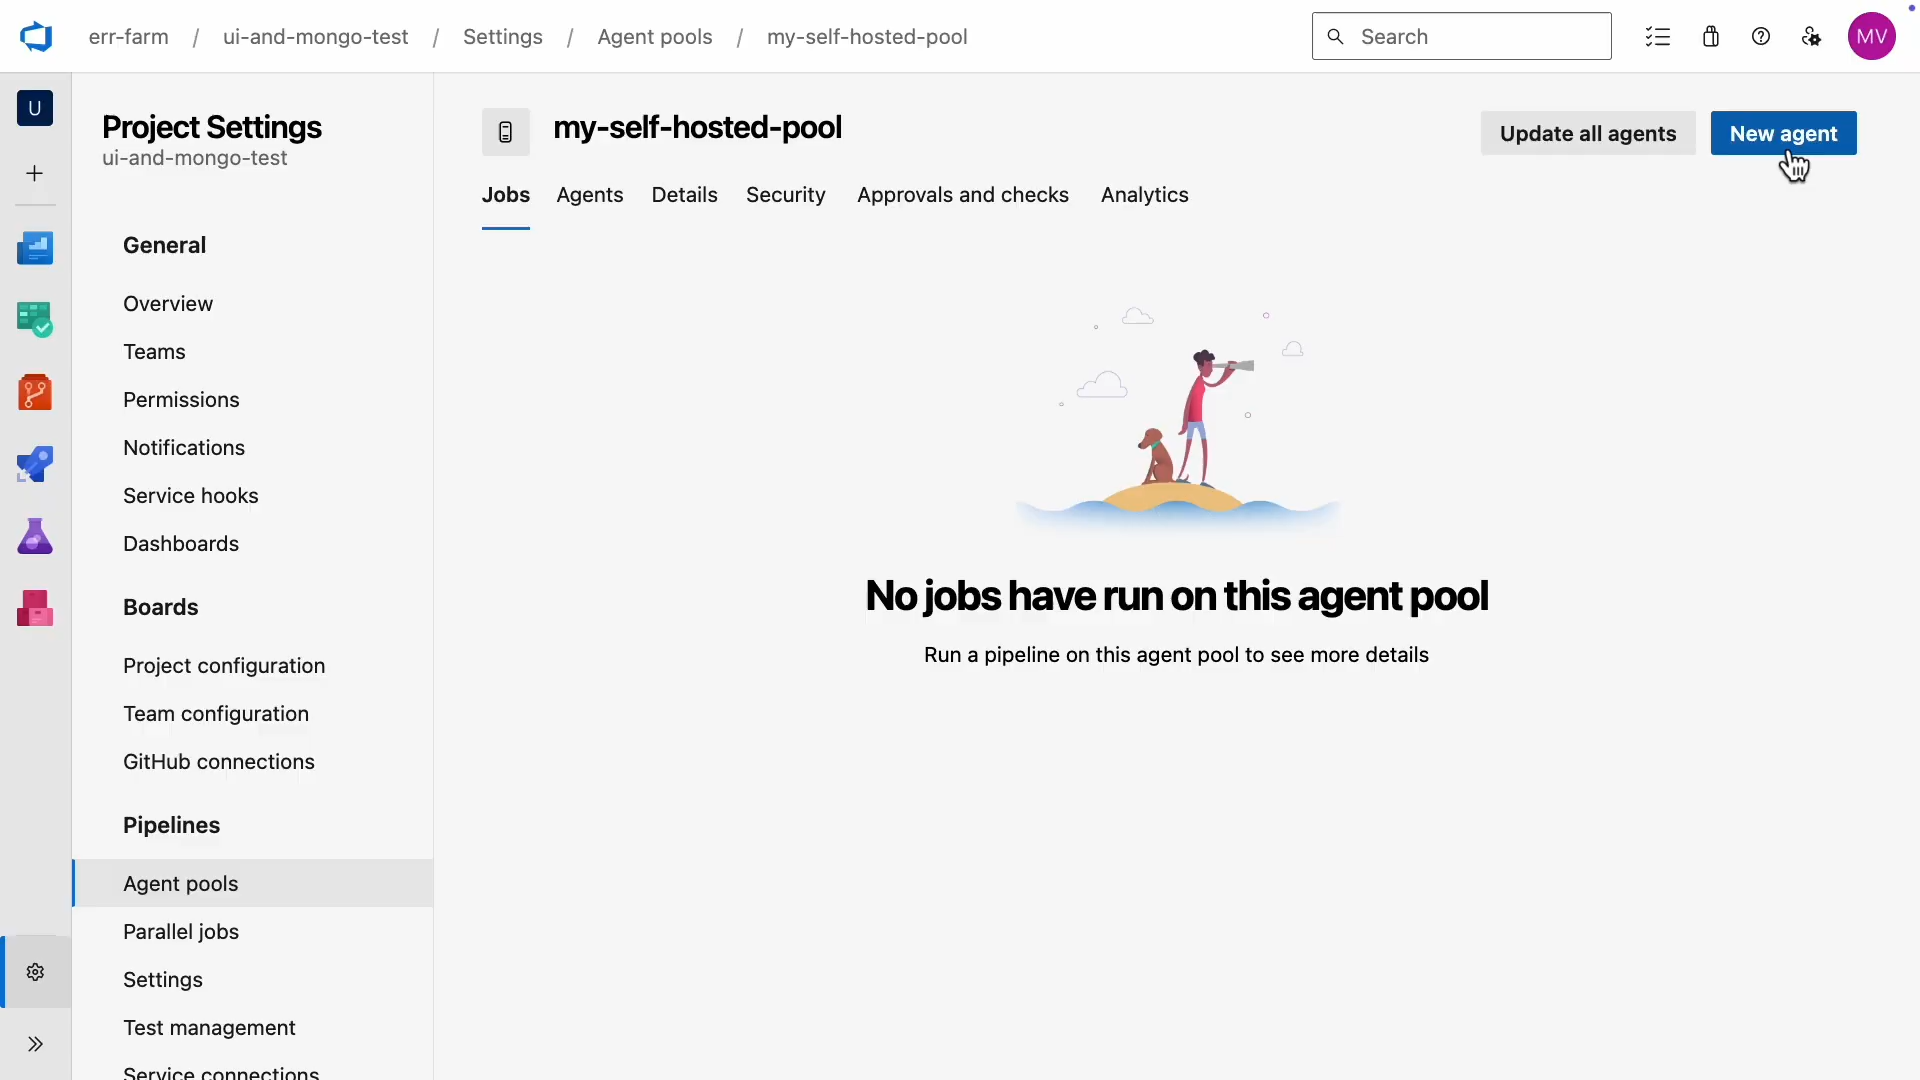 err-farm / ui-and-mongo-test / Settings / Agent pools / my-self-hosted-pool
Search
MV
U
Project Settings
ui-and-mongo-test
General
Overview
Teams
Permissions
Notifications
Service hooks
Dashboards
Boards
Project configuration
Team configuration
GitHub connections
Pipelines
Agent pools
Parallel jobs
Settings
Test management
Service connections
my-self-hosted-pool
Update all agents
New agent
Jobs Agents Details Security Approvals and checks Analytics
No jobs have run on this agent pool
Run a pipeline on this agent pool to see more details